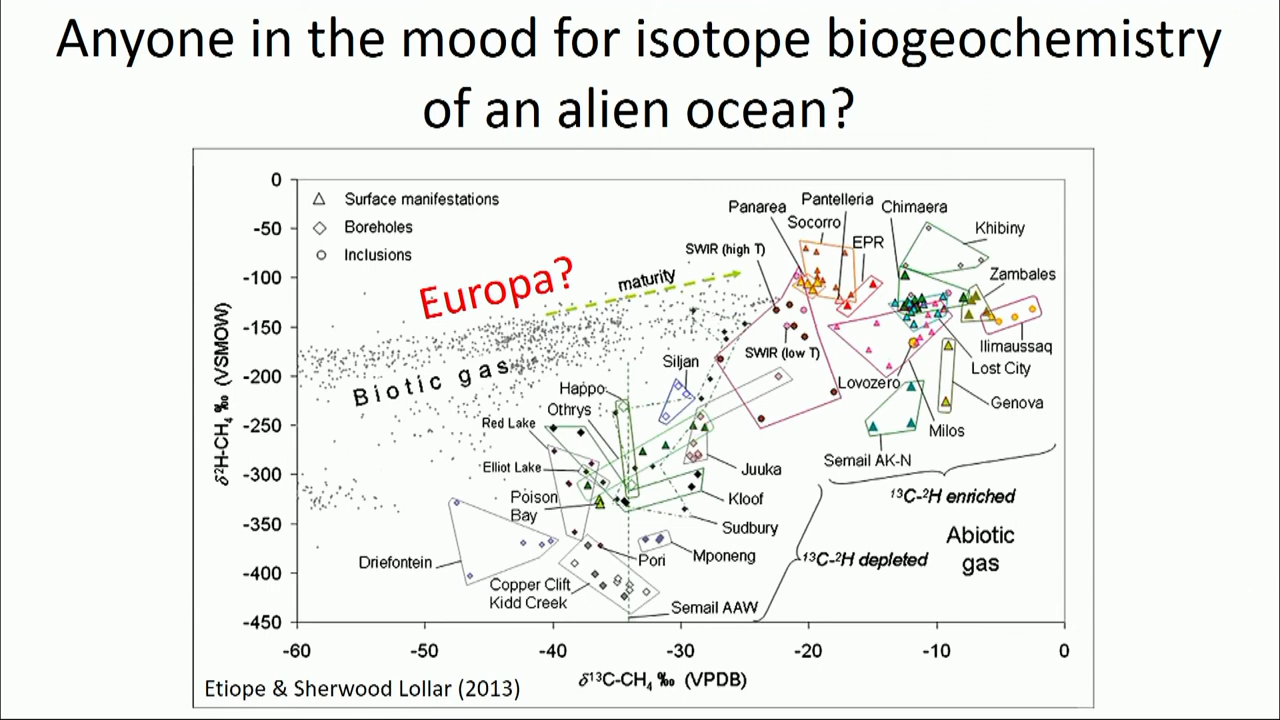 Anyone in the mood for isotope biogeochemistry
of an alien ocean?
0
-50
-100
-150
-200
-250
-300
-350
-400
-450
-60
-50
-40
-30
-20
-10
0
δ²H-CH₄ ‰ (VSMOW)
δ¹³C-CH₄ ‰ (VPDB)
Surface manifestations
Boreholes
Inclusions
Europa?
maturity
Biotic gas
Panarea
Pantelleria
Socorro
Chimaera
EPR
Khibiny
SWIR (high T)
Zambales
SWIR (low T)
Ilimaussaq
Lost City
Siljan
Lovozero
Happo
Genova
Othrys
Milos
Red Lake
Semail AK-N
Elliot Lake
Juuka
Poison
Bay
Kloof
¹³C-²H enriched
Sudbury
Abiotic
gas
Driefontein
Pori
Mponeng
¹³C-²H depleted
Copper Clift
Kidd Creek
Semail AAW
Etiope & Sherwood Lollar (2013)